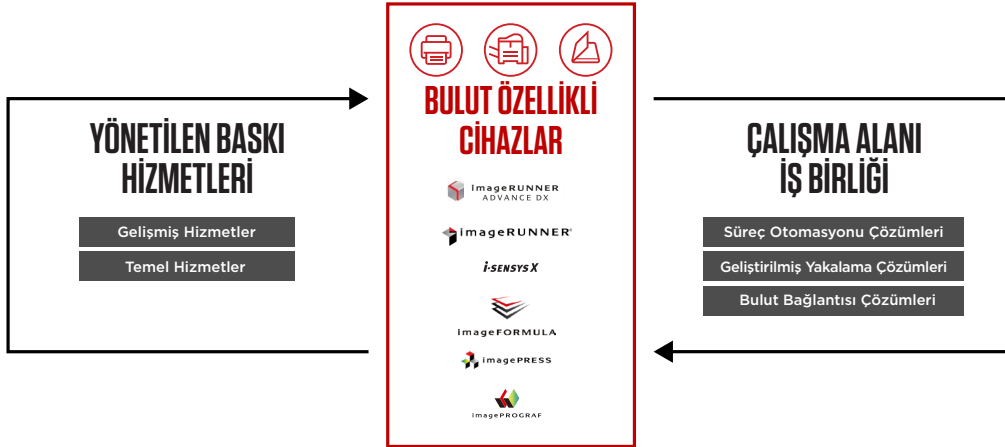 YÖNETİLEN BASKI
HİZMETLERİ
Gelişmiş Hizmetler
Temel Hizmetler
BULUT ÖZELLİKLİ
CİHAZLAR
imageRUNNER
ADVANCE DX
imageRUNNER®
i-SENSYS X
imageFORMULA
imagePRESS
imagePROGRAF
ÇALIŞMA ALANI
İŞ BİRLİĞİ
Süreç Otomasyonu Çözümleri
Geliştirilmiş Yakalama Çözümleri
Bulut Bağlantısı Çözümleri